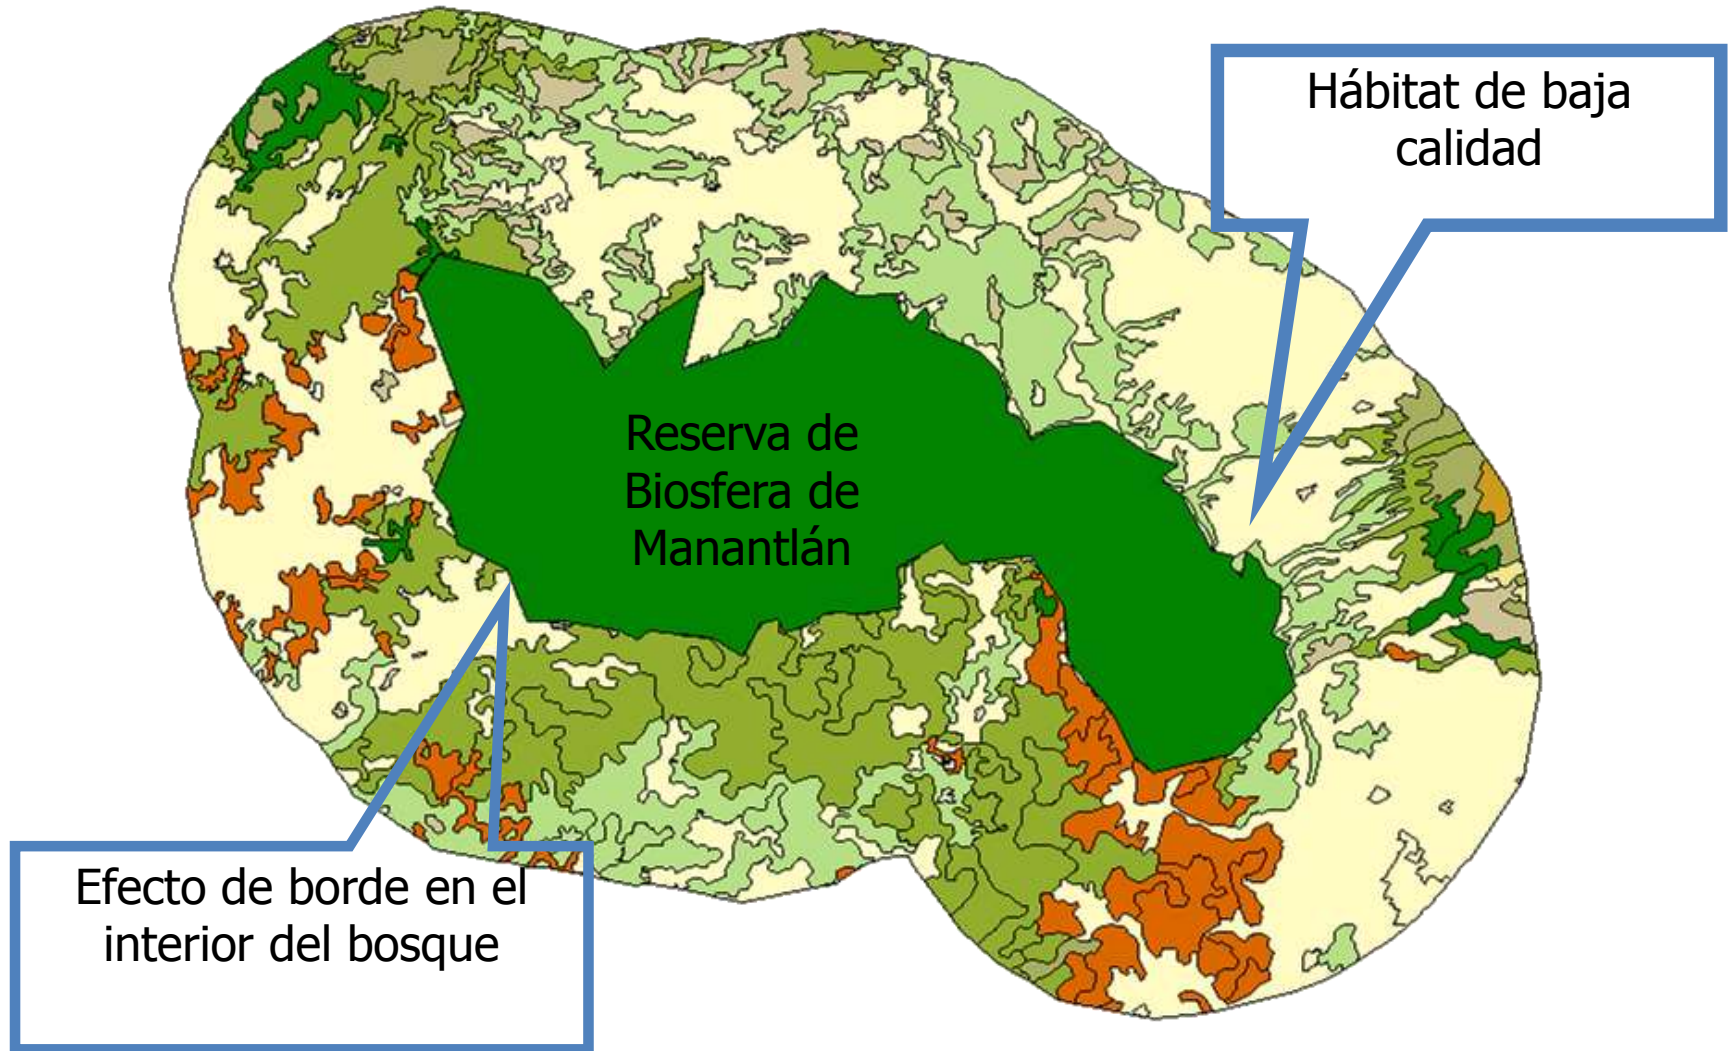 Hábitat de baja
calidad
Reserva de
Biosfera de
Manantlán
Efecto de borde en el
interior del bosque